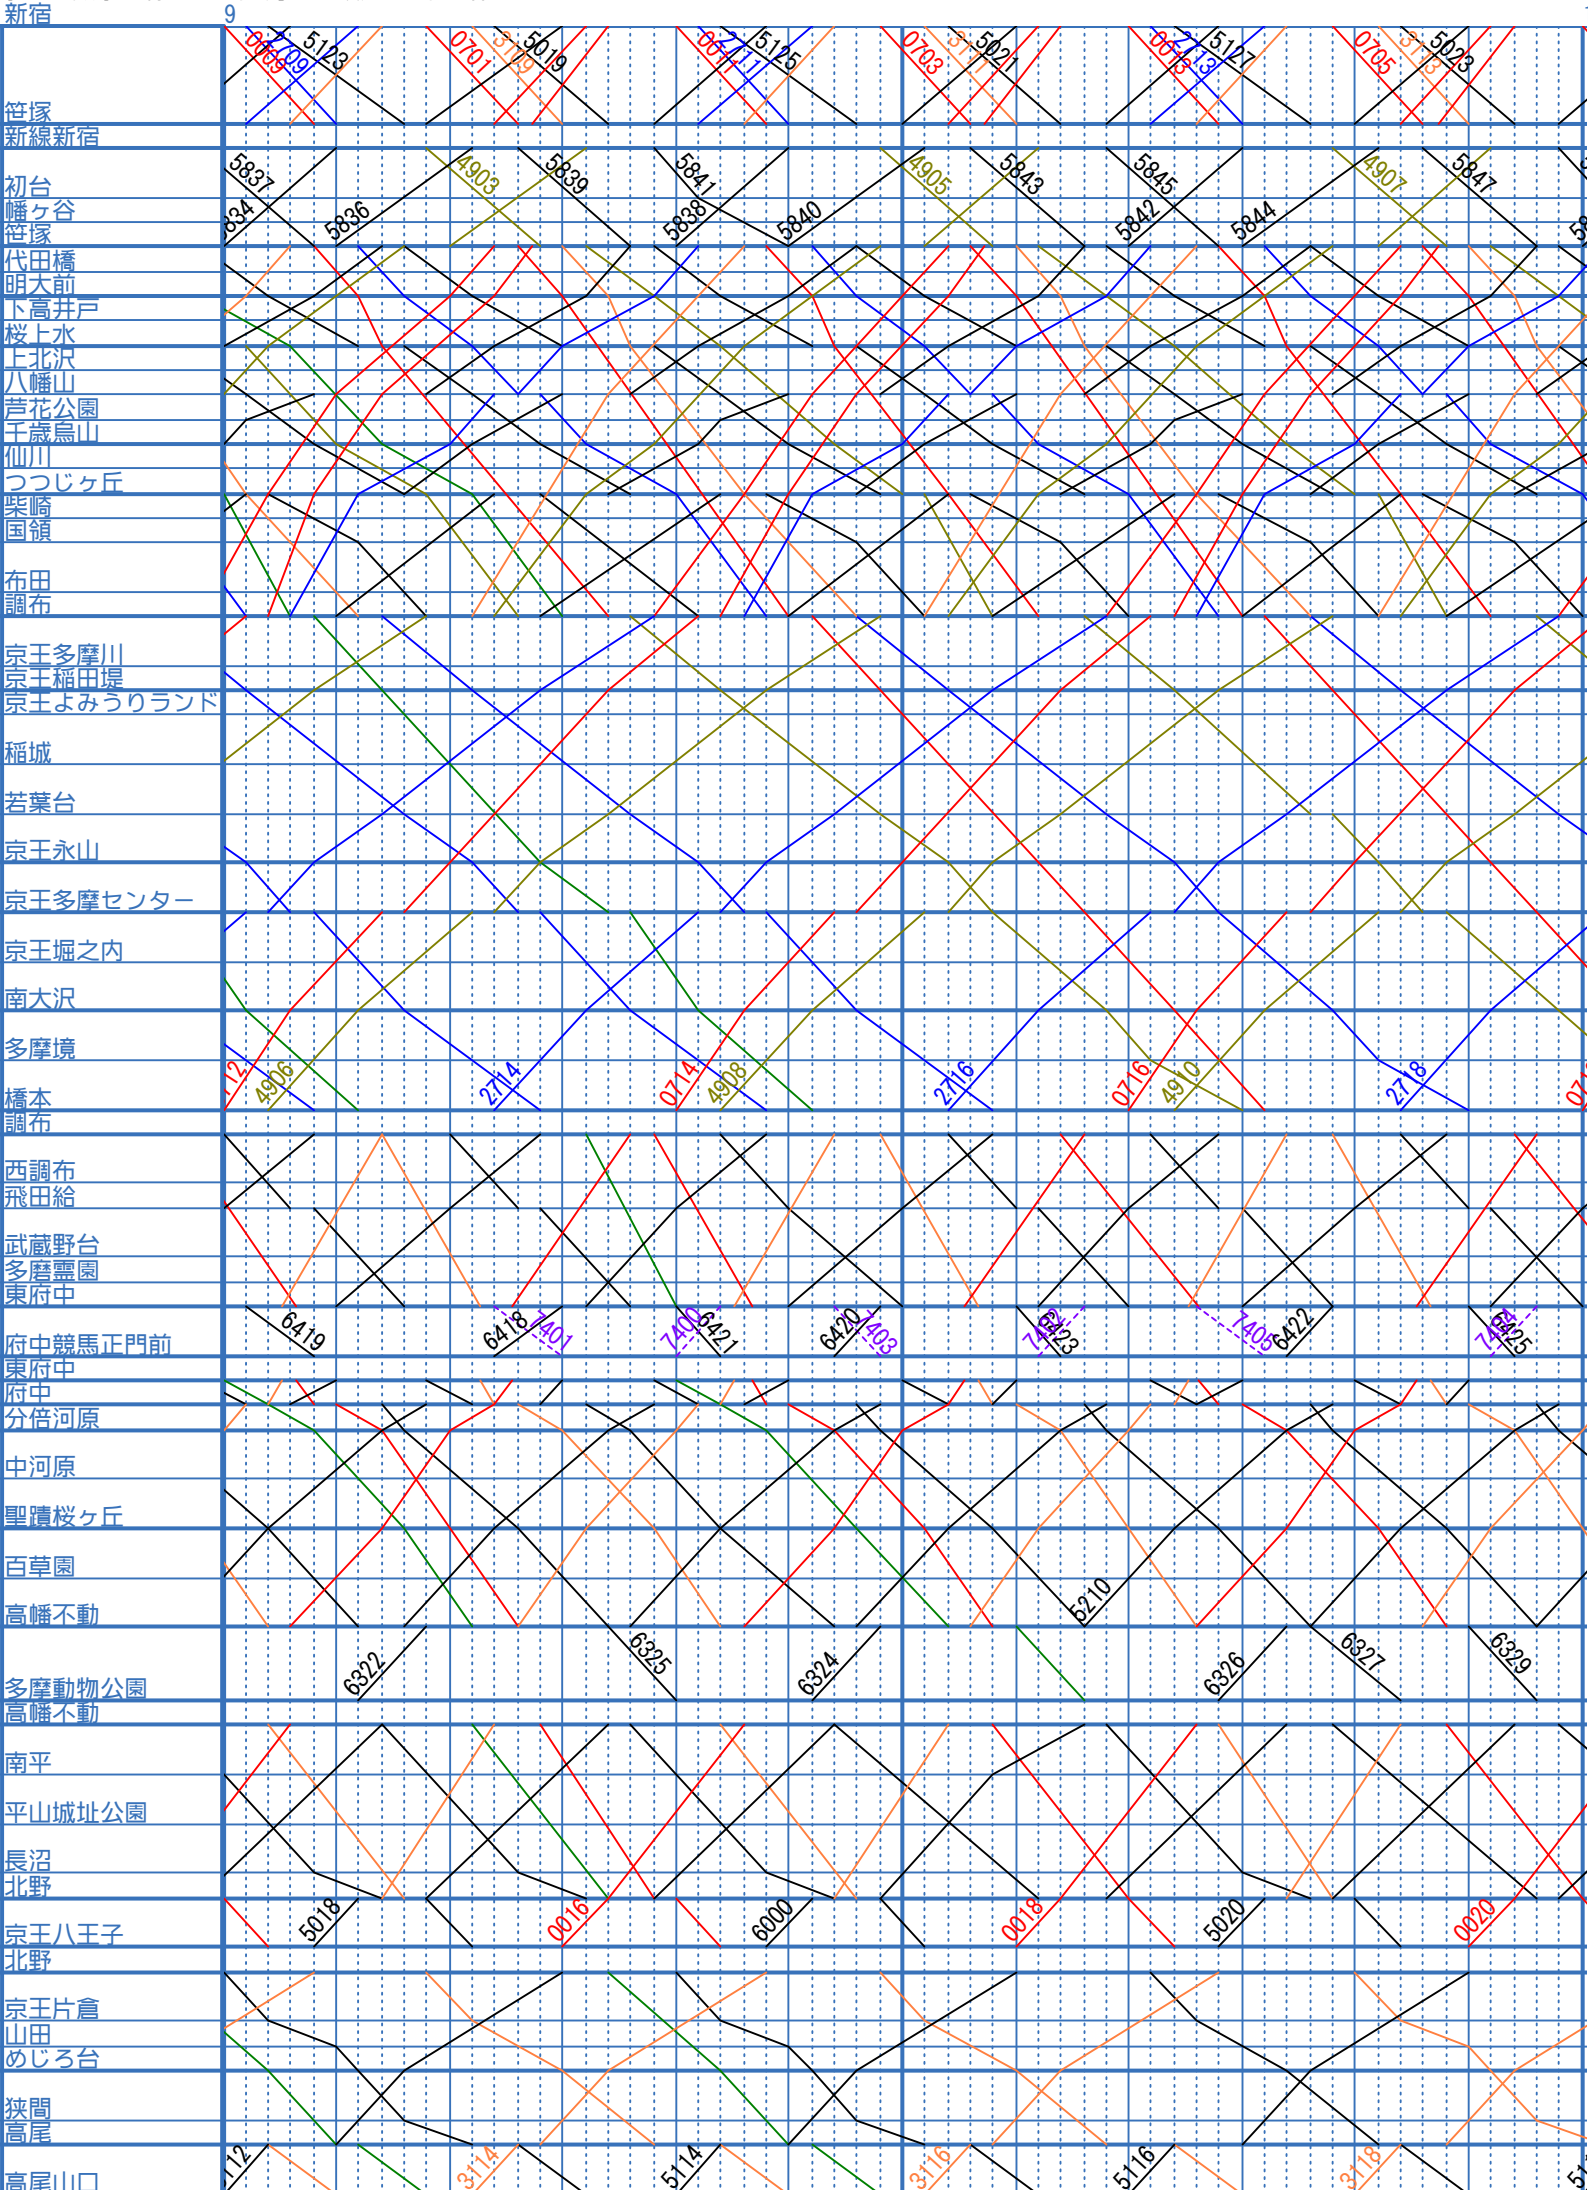 新宿 9
0009 2709 5123 0701 3709 5019 0011 2711 5125 0703 5021 0013 2713 5127 0705 5023
笹塚
新線新宿
5837 4903 5839 5841 4905 5843 5845 4907 5847
初台
幡ヶ谷
5836 5838 5840 5842 5844
笹塚
代田橋
明大前
下高井戸
桜上水
上北沢
八幡山
芦花公園
千歳烏山
仙川
つつじヶ丘
柴崎
国領
布田
調布
京王多摩川
京王稲田堤
京王よみうりランド
稲城
若葉台
京王永山
京王多摩センター
京王堀之内
南大沢
多摩境
4906 2714 0714 4908 2716 0716 4910 2718
橋本
調布
西調布
飛田給
武蔵野台
多磨霊園
東府中
6419 6418 7401 7400 6421 6420 7403 6423 7405 6422 6425
府中競馬正門前
東府中
府中
分倍河原
中河原
聖蹟桜ヶ丘
百草園
5210
高幡不動
6322 6325 6324 6326 6327 6329
多摩動物公園
高幡不動
南平
平山城址公園
長沼
北野
5018 0016 6000 0018 5020 0020
京王八王子
北野
京王片倉
山田
めじろ台
狭間
高尾
3114 5114 3116 5116 3118
高尾山口